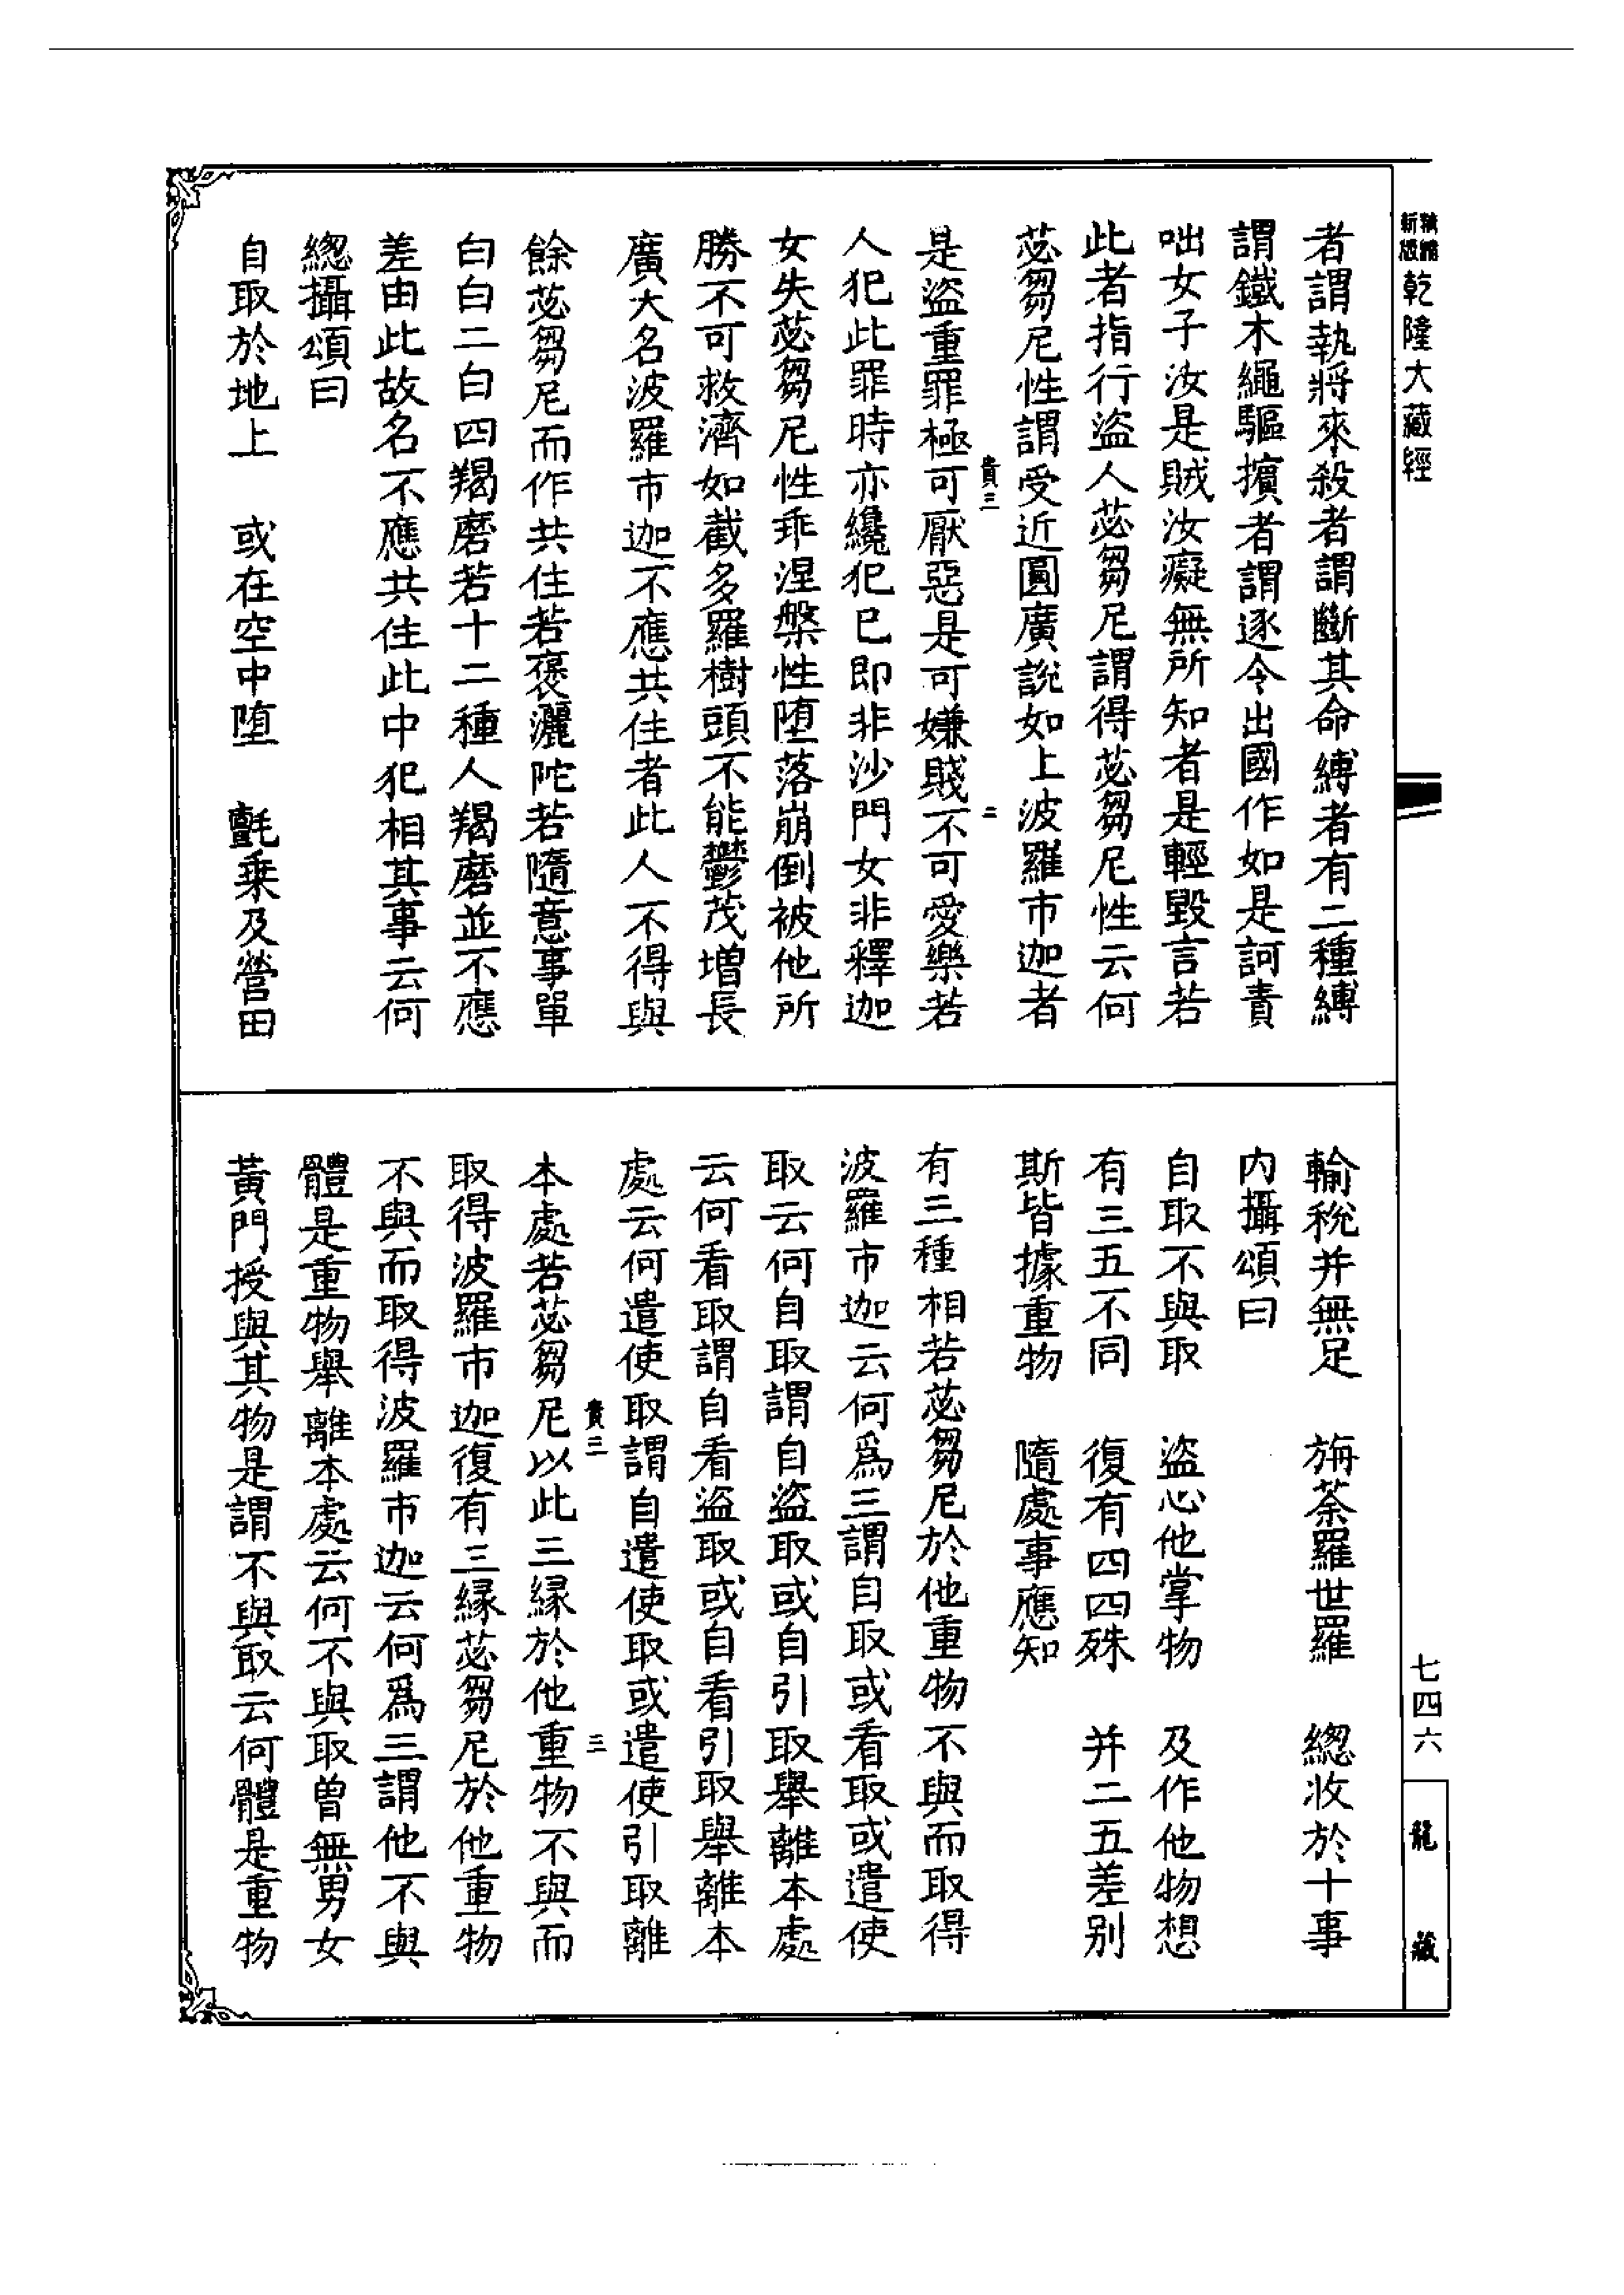 新版
精縮
乾隆大藏經
者謂執將來殺者謂斷其命縛者有二種縛
謂鐵木繩驅擯者謂逐令出國作如是訶責
咄女子汝是賊汝癡無所知者是輕毀言若
此者指行盜人苾芻尼謂得苾芻尼性云何
苾芻尼性謂受近圓廣說如上波羅市迦者
貴三
二
是盜重罪極可厭惡是可嫌賤不可愛樂若
人犯此罪時亦纔犯已即非沙門女非釋迦
女失苾芻尼性乖涅槃性墮落崩倒被他所
勝不可救濟如截多羅樹頭不能鬱茂增長
廣大名波羅市迦不應共住者此人不得與
餘苾芻尼而作共住若褒灑陀若隨意事單
白白二白四羯磨若十二種人羯磨並不應
差由此故名不應共住此中犯相其事云何
總攝頌曰
自取於地上 或在空中墮 氈乘及營田
輸稅并無足 旃荼羅世羅 總收於十事
內攝頌曰
自取不與取 盜心他掌物 及作他物想
有三五不同 復有四四殊 并二五差別
斯皆據重物 隨處事應知
有三種相若苾芻尼於他重物不與而取得
波羅市迦云何為三謂自取或看取或遣使
取云何自取謂自盜取或自引取舉離本處
云何看取謂自看盜取或自看引取舉離本
處云何遣使取謂自遣使取或遣使引取離
貴三
三
本處若苾芻尼以此三緣於他重物不與而
取得波羅市迦復有三緣苾芻尼於他重物
不與而取得波羅市迦云何為三謂他不與
體是重物舉離本處云何不與取曾無男女
黃門授與其物是謂不與取云何體是重物
七四六
龍藏